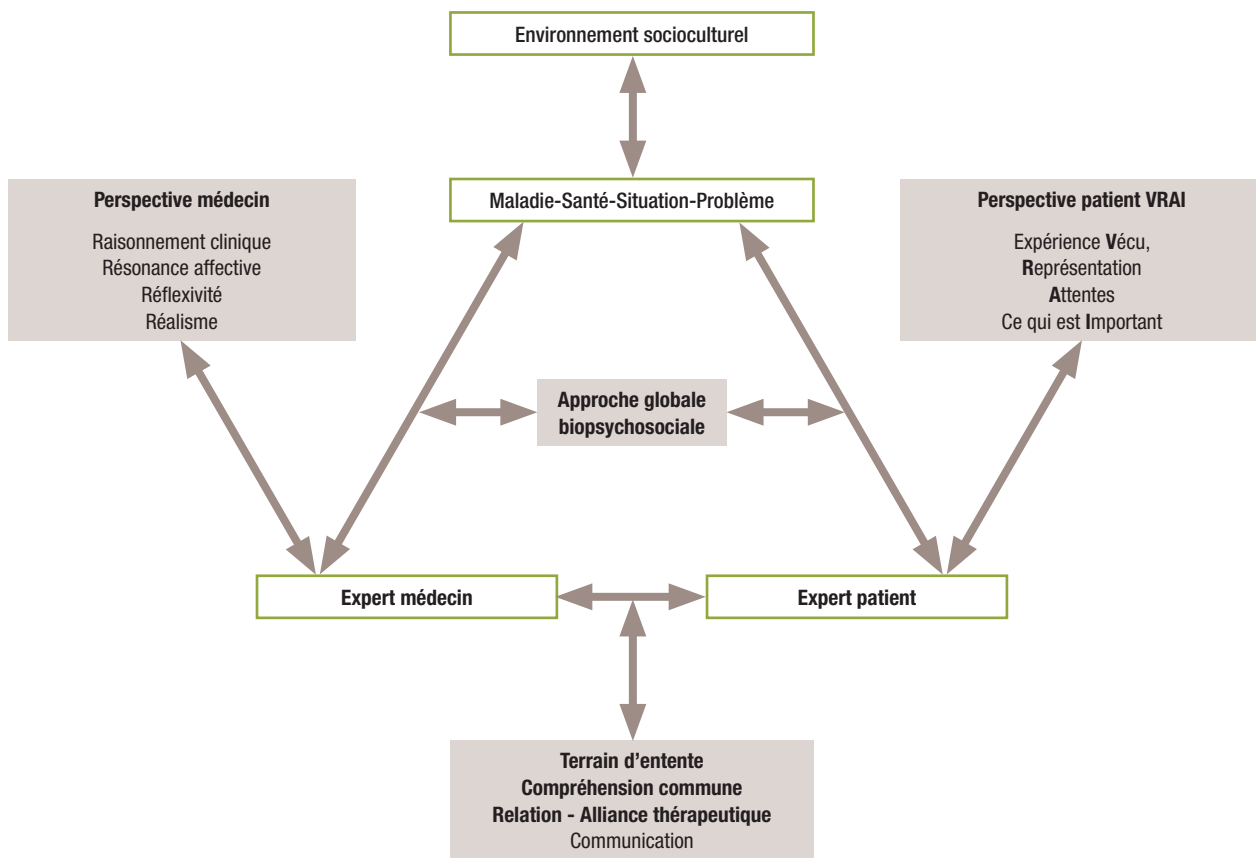 Environnement socioculturel
Maladie-Santé-Situation-Problème
Perspective médecin
Raisonnement clinique
Résonance affective
Réflexivité
Réalisme
Perspective patient VRAI
Expérience Vécu,
Représentation
Attentes
Ce qui est Important
Approche globale
biopsychosociale
Expert médecin
Expert patient
Terrain d’entente
Compréhension commune
Relation - Alliance thérapeutique
Communication